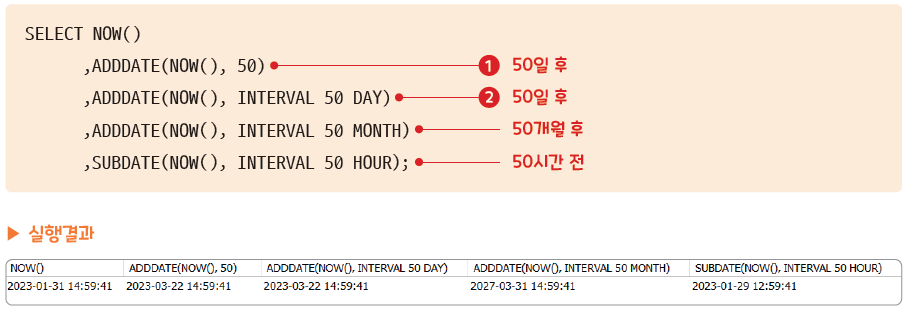 SELECT NOW()
,ADDDATE(NOW(), 50) 1 50일 후
,ADDDATE(NOW(), INTERVAL 50 DAY) 2 50일 후
,ADDDATE(NOW(), INTERVAL 50 MONTH) 50개월 후
,SUBDATE(NOW(), INTERVAL 50 HOUR); 50시간 전
▶ 실행결과
NOW() ADDDATE(NOW(), 50) ADDDATE(NOW(), INTERVAL 50 DAY) ADDDATE(NOW(), INTERVAL 50 MONTH) SUBDATE(NOW(), INTERVAL 50 HOUR)
2023-01-31 14:59:41 2023-03-22 14:59:41 2023-03-22 14:59:41 2027-03-31 14:59:41 2023-01-29 12:59:41